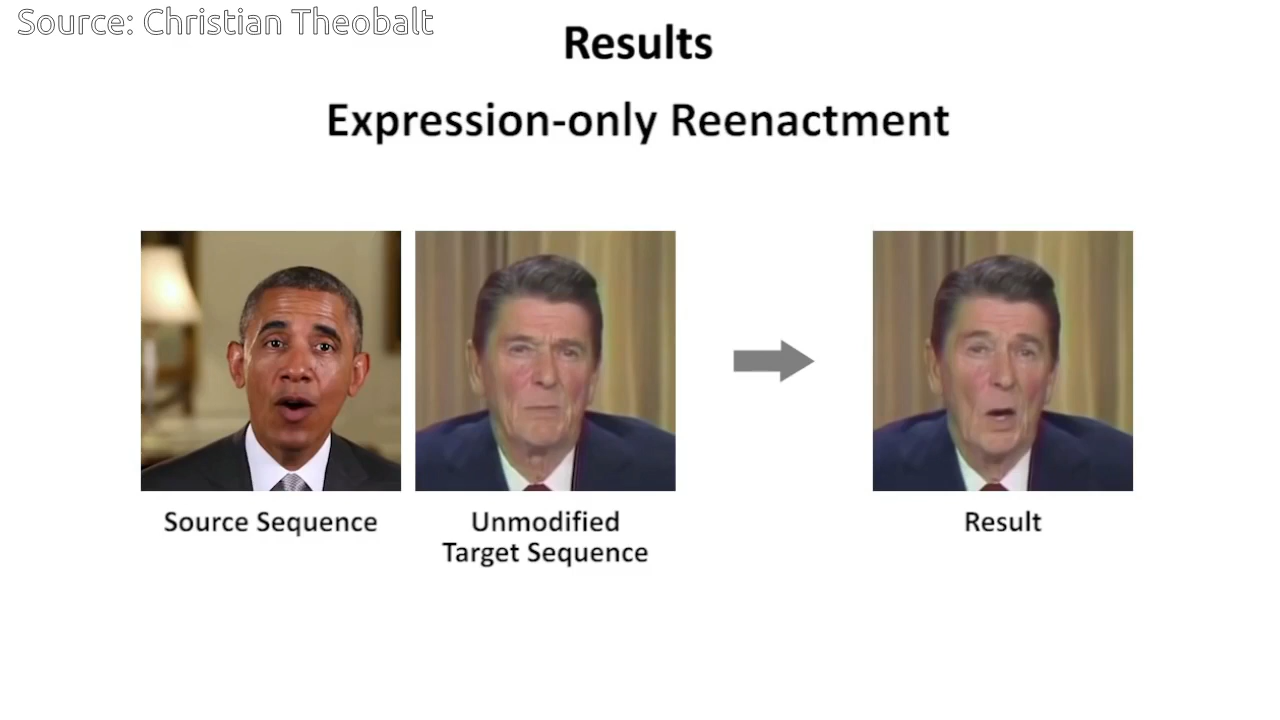 Source: Christian Theobalt
Results
Expression-only Reenactment
Source Sequence
Unmodified
Target Sequence
Result